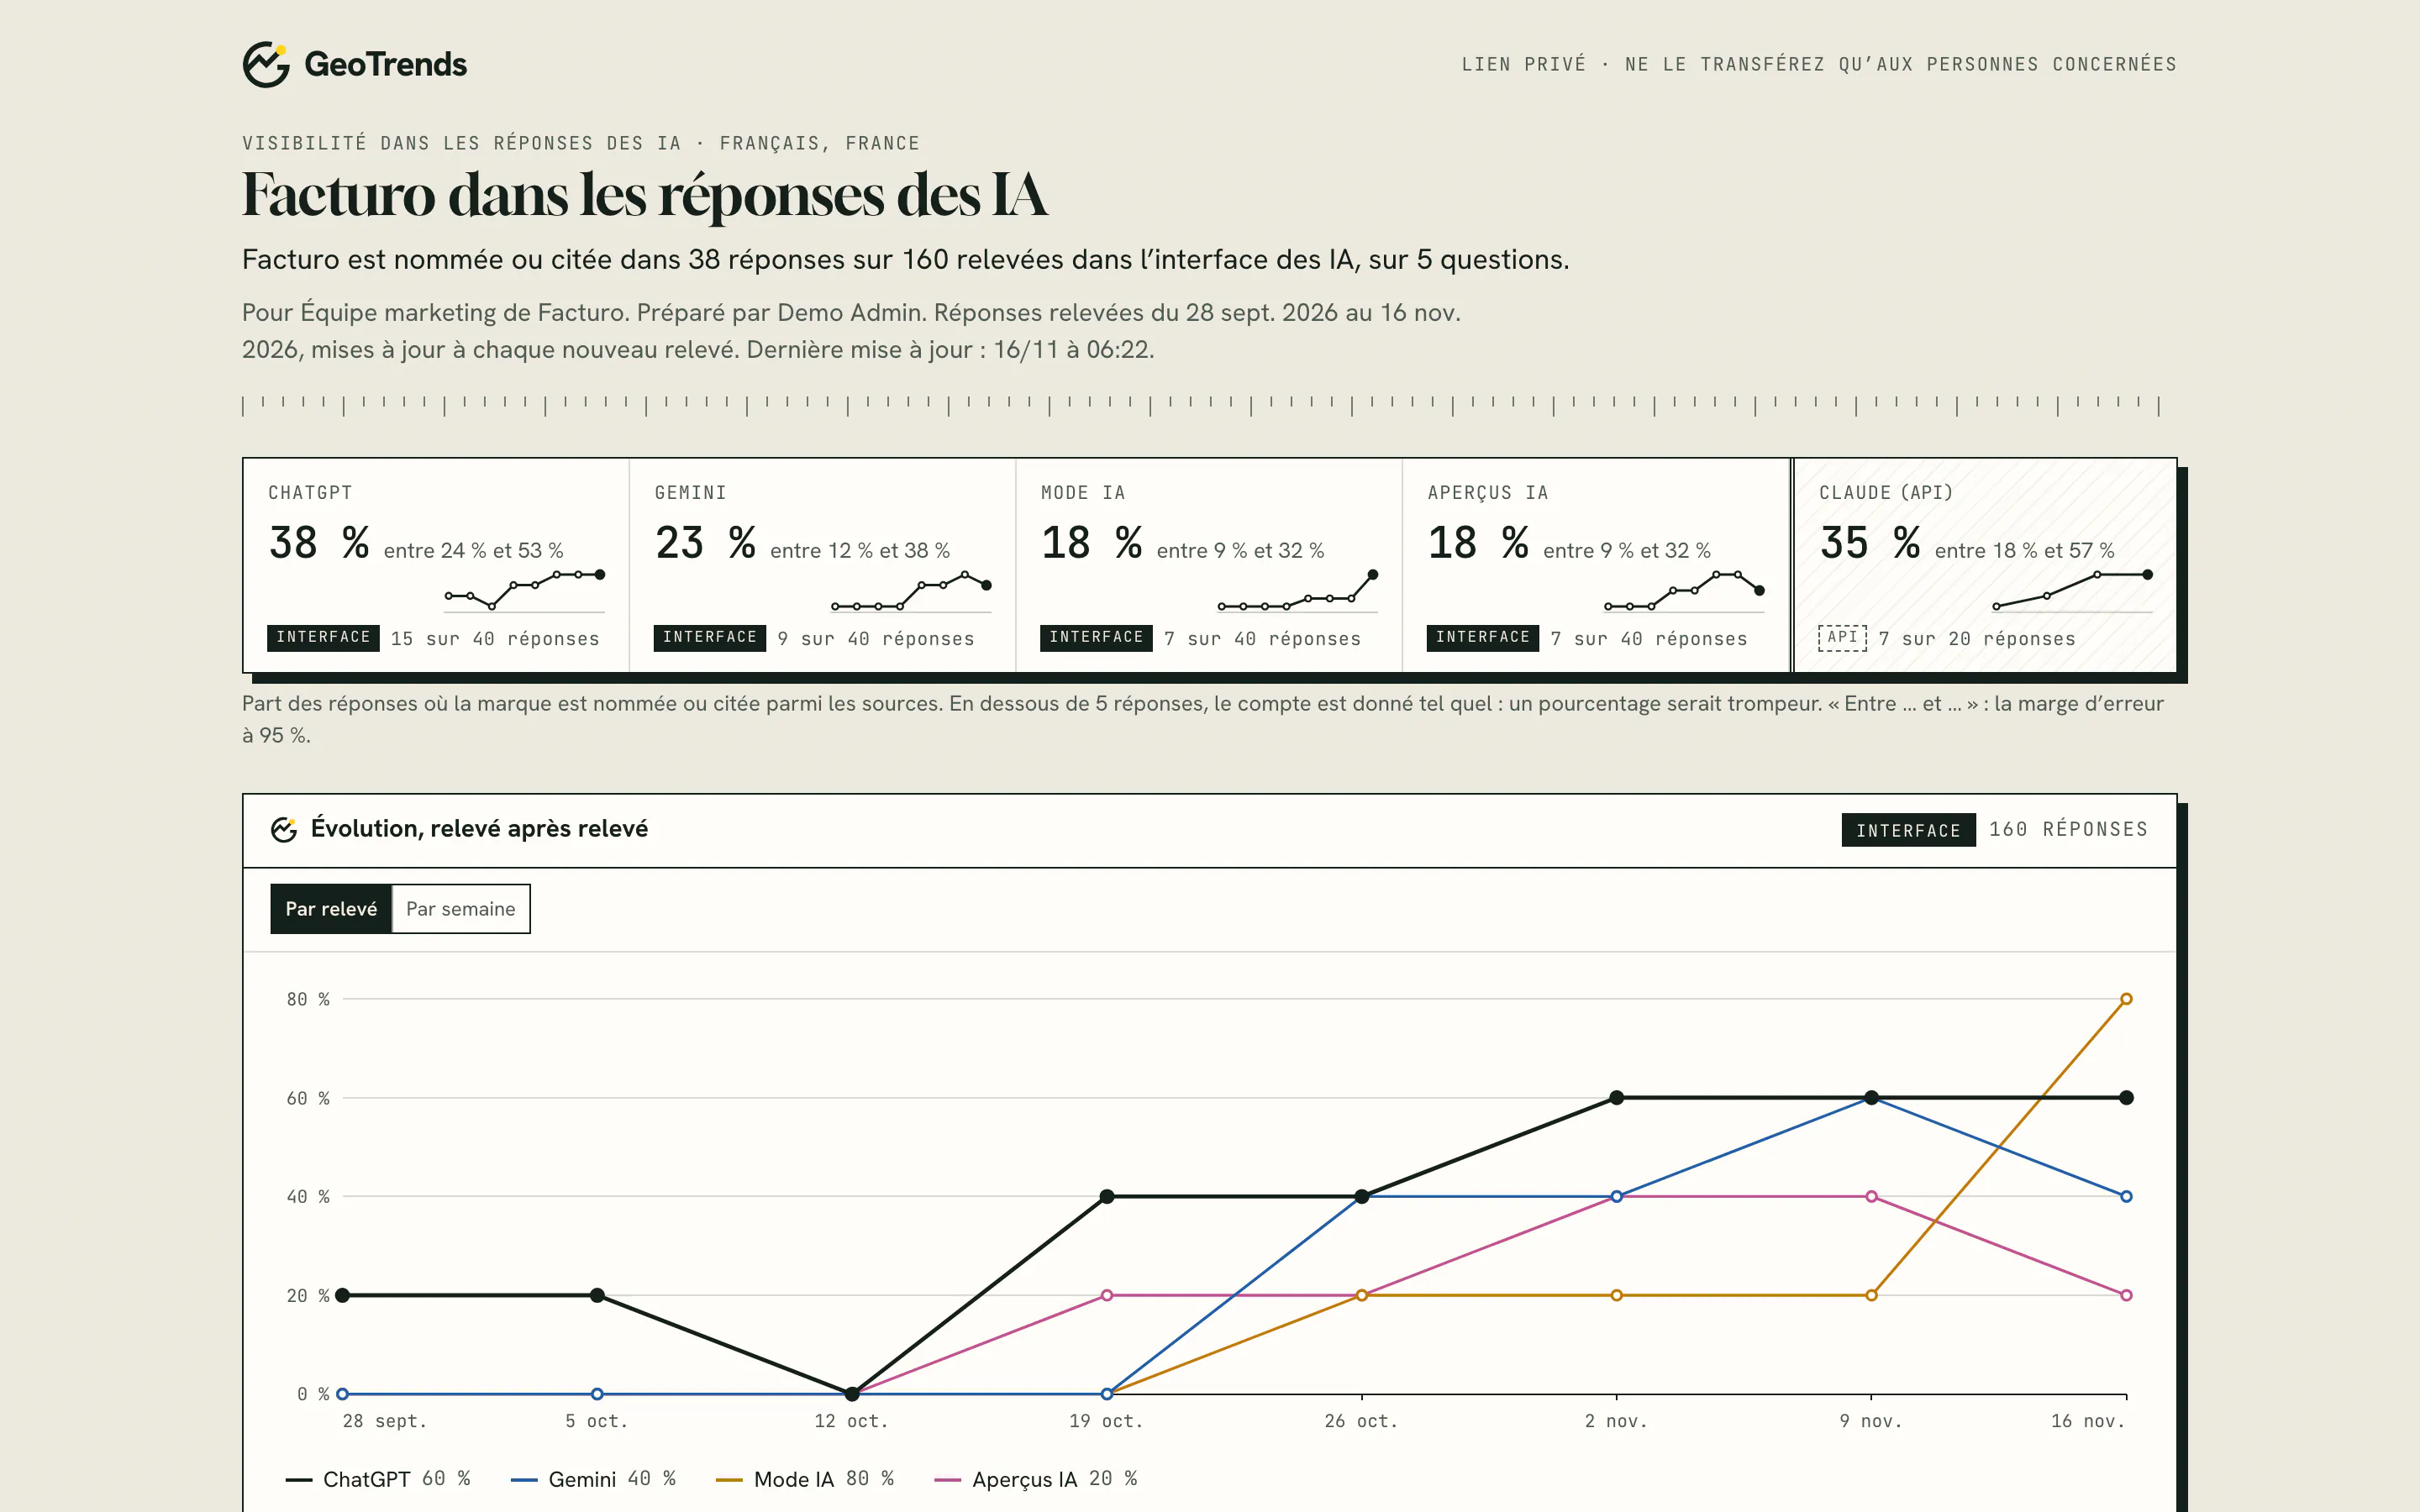 GeoTrends
LIEN PRIVÉ · NE LE TRANSFÉREZ QU’AUX PERSONNES CONCERNÉES
VISIBILITÉ DANS LES RÉPONSES DES IA · FRANÇAIS, FRANCE
Facturo dans les réponses des IA
Facturo est nommée ou citée dans 38 réponses sur 160 relevées dans l’interface des IA, sur 5 questions.
Pour Équipe marketing de Facturo. Préparé par Demo Admin. Réponses relevées du 28 sept. 2026 au 16 nov.
2026, mises à jour à chaque nouveau relevé. Dernière mise à jour : 16/11 à 06:22.
CHATGPT
38 % entre 24 % et 53 %
INTERFACE 15 sur 40 réponses
GEMINI
23 % entre 12 % et 38 %
INTERFACE 9 sur 40 réponses
MODE IA
18 % entre 9 % et 32 %
INTERFACE 7 sur 40 réponses
APERÇUS IA
18 % entre 9 % et 32 %
INTERFACE 7 sur 40 réponses
CLAUDE (API)
35 % entre 18 % et 57 %
API 7 sur 20 réponses
Part des réponses où la marque est nommée ou citée parmi les sources. En dessous de 5 réponses, le compte est donné tel quel : un pourcentage serait trompeur. « Entre … et … » : la marge d’erreur
à 95 %.
Évolution, relevé après relevé
INTERFACE 160 RÉPONSES
Par relevé Par semaine
80 %
60 %
40 %
20 %
0 %
28 sept. 5 oct. 12 oct. 19 oct. 26 oct. 2 nov. 9 nov. 16 nov.
ChatGPT 60 % Gemini 40 % Mode IA 80 % Aperçus IA 20 %